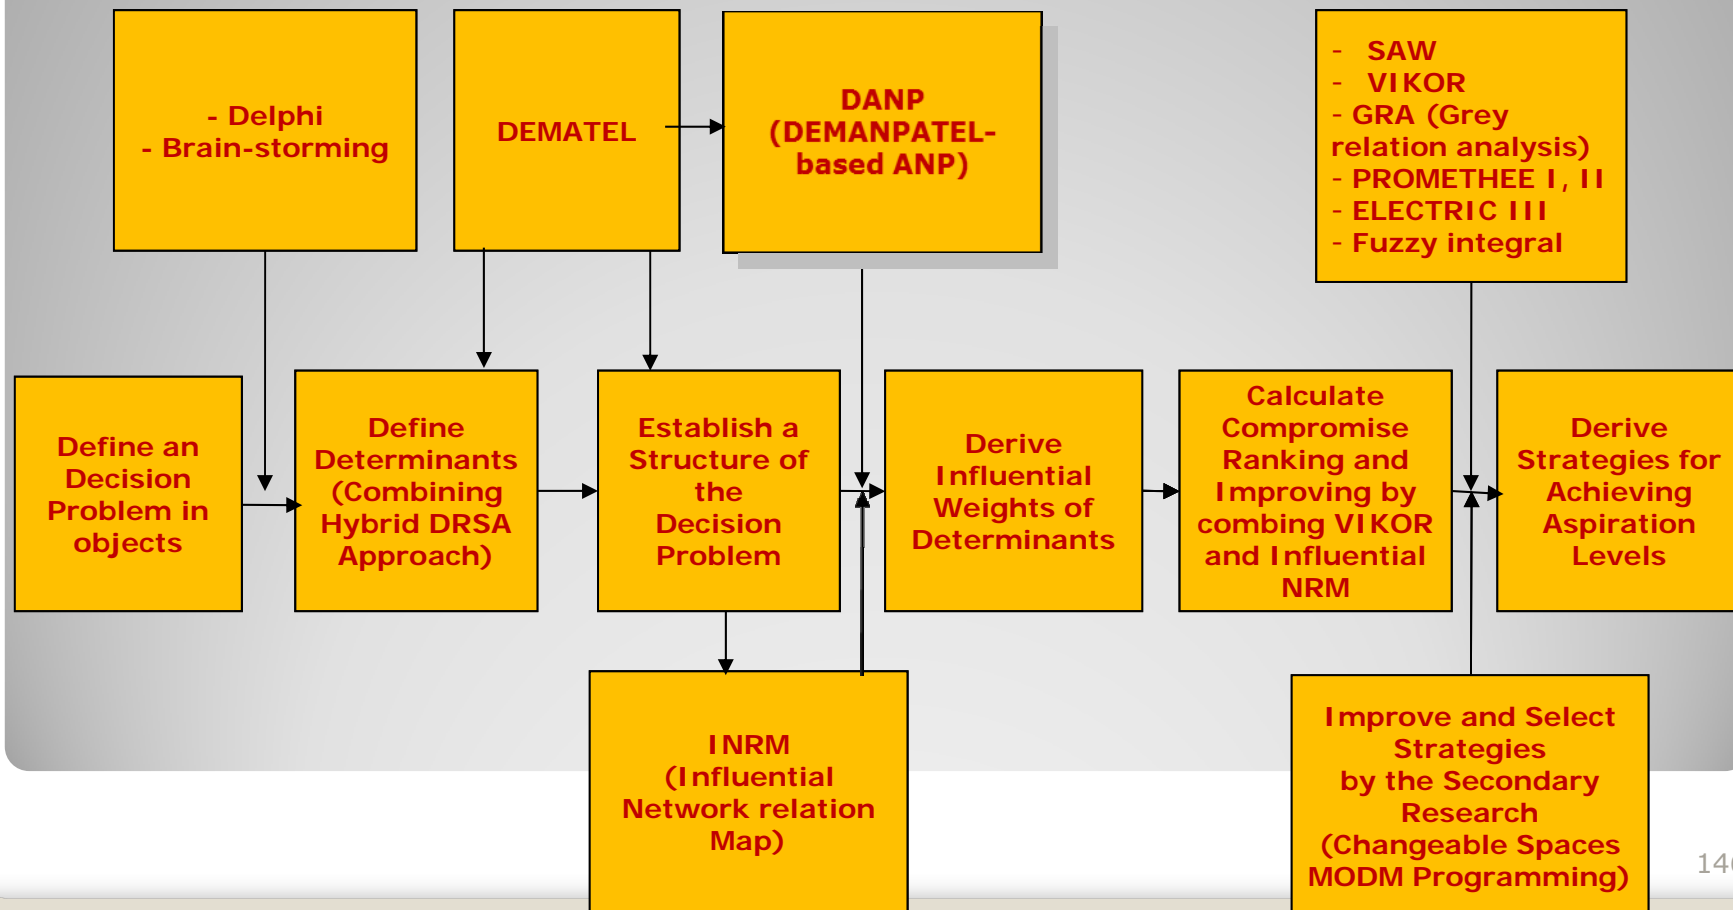 - Delphi
- Brain-storming
DEMATEL
DANP
(DEMANPATEL-
based ANP)
- SAW
- VIKOR
- GRA (Grey
relation analysis)
- PROMETHEE I, II
- ELECTRIC III
- Fuzzy integral
Define an
Decision
Problem in
objects
Define
Determinants
(Combining
Hybrid DRSA
Approach)
Establish a
Structure of
the
Decision
Problem
Derive
Influential
Weights of
Determinants
Calculate
Compromise
Ranking and
Improving by
combing VIKOR
and Influential
NRM
Derive
Strategies for
Achieving
Aspiration
Levels
INRM
(Influential
Network relation
Map)
Improve and Select
Strategies
by the Secondary
Research
(Changeable Spaces
MODM Programming)